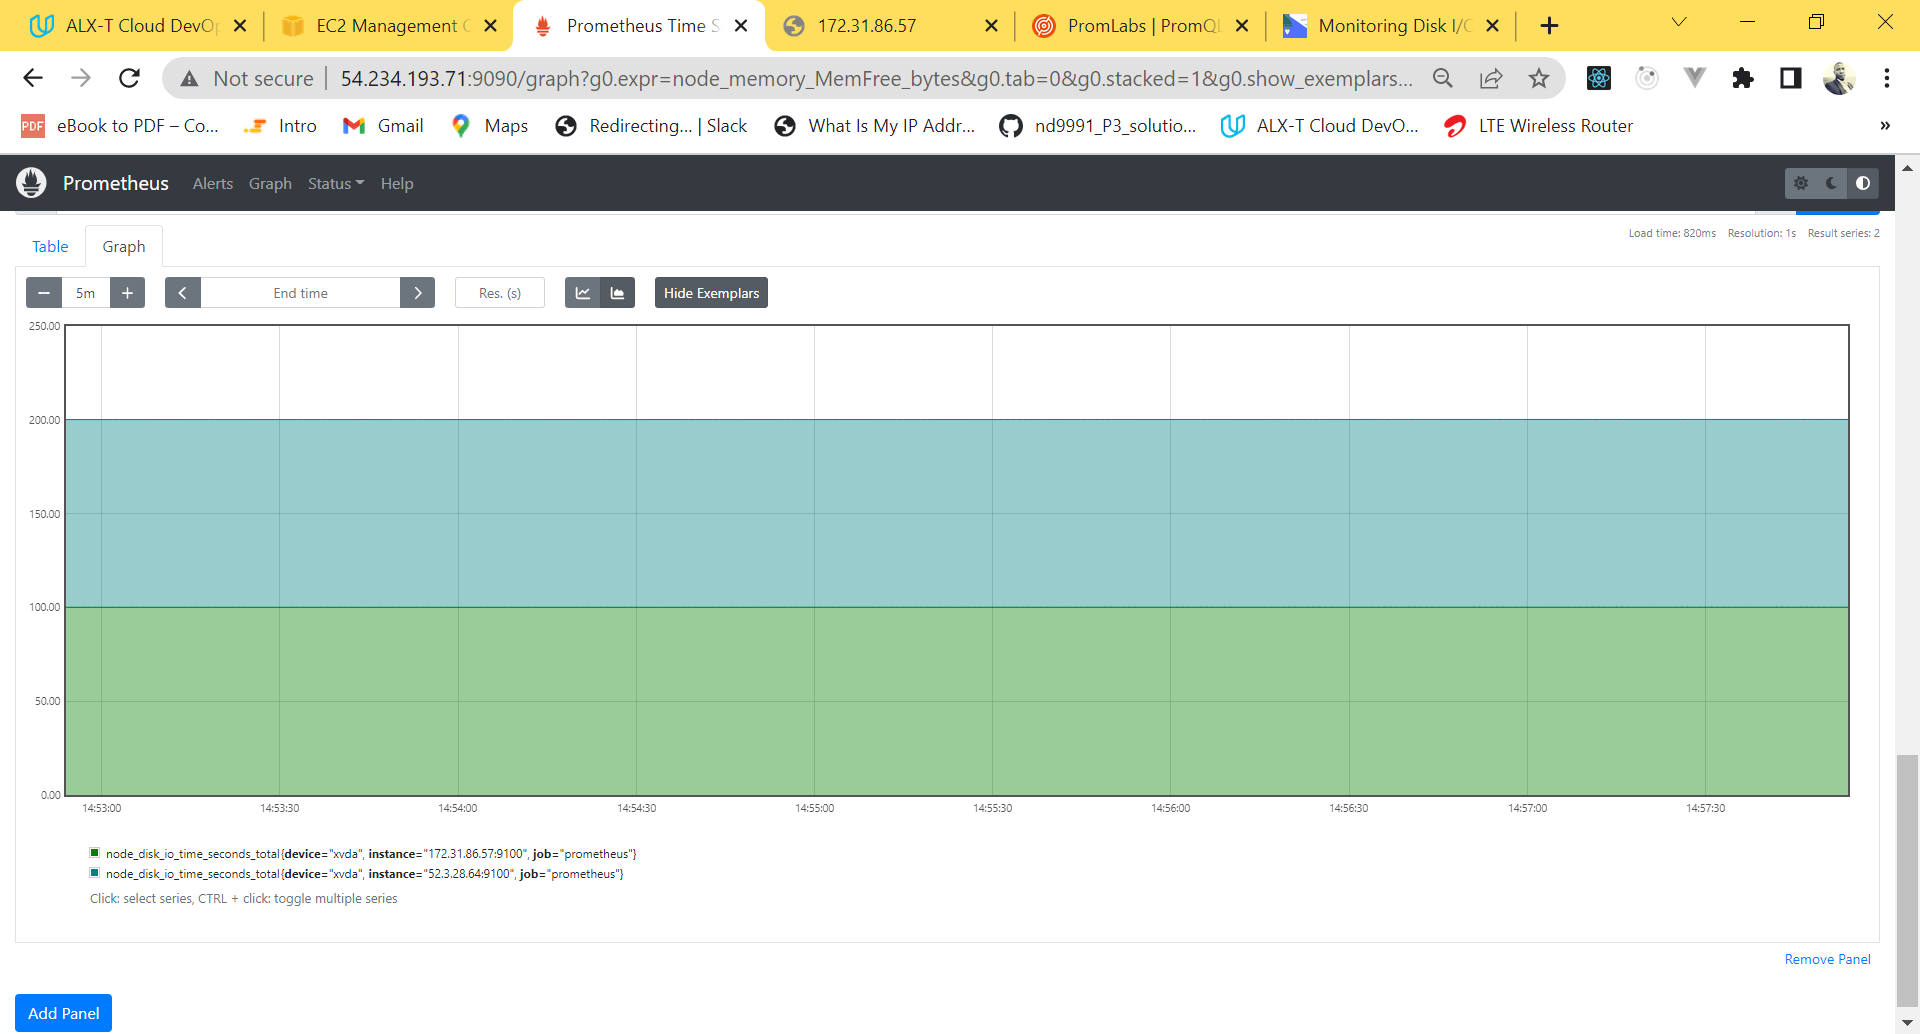 ALX-T Cloud DevOp
EC2 Management C
Prometheus Time S
172.31.86.57
PromLabs | PromQL
Monitoring Disk I/O
Not secure
54.234.193.71:9090/graph?g0.expr=node_memory_MemFree_bytes&g0.tab=0&g0.stacked=1&g0.show_exemplars...
PDF
eBook to PDF – Co...
Intro
Gmail
Maps
Redirecting... | Slack
What Is My IP Addr...
nd9991_P3_solutio...
ALX-T Cloud DevO...
LTE Wireless Router
»
Prometheus
Alerts
Graph
Status
Help
Load time: 820ms
Resolution: 1s
Result series: 2
Table
Graph
5m
End time
Res. (s)
Hide Exemplars
250.00
200.00
150.00
100.00
50.00
0.00
14:53:00
14:53:30
14:54:00
14:54:30
14:55:00
14:55:30
14:56:00
14:56:30
14:57:00
14:57:30
node_disk_io_time_seconds_total{device="xvda", instance="172.31.86.57:9100", job="prometheus"}
node_disk_io_time_seconds_total{device="xvda", instance="52.3.28.64:9100", job="prometheus"}
Click: select series, CTRL + click: toggle multiple series
Remove Panel
Add Panel